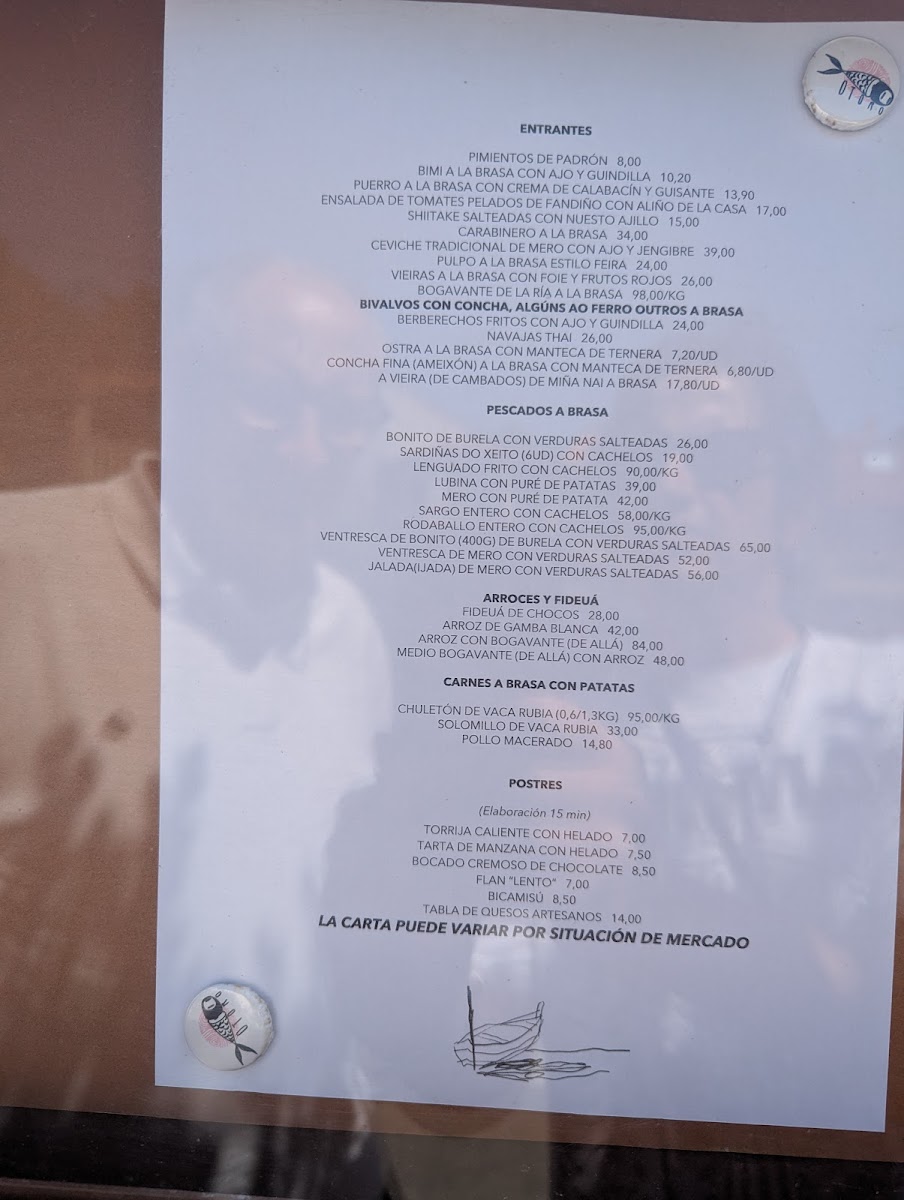 OTORO
ENTRANTES
PIMIENTOS DE PADRÓN 8,00
BIMI A LA BRASA CON AJO Y GUINDILLA 10,20
PUERRO A LA BRASA CON CREMA DE CALABACÍN Y GUISANTE 13,90
ENSALADA DE TOMATES PELADOS DE FANDIÑO CON ALIÑO DE LA CASA 17,00
SHIITAKE SALTEADAS CON NUESTO AJILLO 15,00
CARABINERO A LA BRASA 34,00
CEVICHE TRADICIONAL DE MERO CON AJO Y JENGIBRE 39,00
PULPO A LA BRASA ESTILO FEIRA 24,00
VIEIRAS A LA BRASA CON FOIE Y FRUTOS ROJOS 26,00
BOGAVANTE DE LA RÍA A LA BRASA 98,00/KG
BIVALVOS CON CONCHA, ALGÚNS AO FERRO OUTROS A BRASA
BERBERECHOS FRITOS CON AJO Y GUINDILLA 24,00
NAVAJAS THAI 26,00
OSTRA A LA BRASA CON MANTECA DE TERNERA 7,20/UD
CONCHA FINA (AMEIXÓN) A LA BRASA CON MANTECA DE TERNERA 6,80/UD
A VIEIRA (DE CAMBADOS) DE MIÑA NAI A BRASA 17,80/UD
PESCADOS A BRASA
BONITO DE BURELA CON VERDURAS SALTEADAS 26,00
SARDIÑAS DO XEITO (6UD) CON CACHELOS 19,00
LENGUADO FRITO CON CACHELOS 90,00/KG
LUBINA CON PURÉ DE PATATAS 39,00
MERO CON PURÉ DE PATATA 42,00
SARGO ENTERO CON CACHELOS 58,00/KG
RODABALLO ENTERO CON CACHELOS 95,00/KG
VENTRESCA DE BONITO (400G) DE BURELA CON VERDURAS SALTEADAS 65,00
VENTRESCA DE MERO CON VERDURAS SALTEADAS 52,00
JALADA(IJADA) DE MERO CON VERDURAS SALTEADAS 56,00
ARROCES Y FIDEUÁ
FIDEUÁ DE CHOCOS 28,00
ARROZ DE GAMBA BLANCA 42,00
ARROZ CON BOGAVANTE (DE ALLÁ) 84,00
MEDIO BOGAVANTE (DE ALLÁ) CON ARROZ 48,00
CARNES A BRASA CON PATATAS
CHULETÓN DE VACA RUBIA (0,6/1,3KG) 95,00/KG
SOLOMILLO DE VACA RUBIA 33,00
POLLO MACERADO 14,80
POSTRES
(Elaboración 15 min)
TORRIJA CALIENTE CON HELADO 7,00
TARTA DE MANZANA CON HELADO 7,50
BOCADO CREMOSO DE CHOCOLATE 8,50
FLAN "LENTO" 7,00
BICAMISÚ 8,50
TABLA DE QUESOS ARTESANOS 14,00
LA CARTA PUEDE VARIAR POR SITUACIÓN DE MERCADO
OTORO